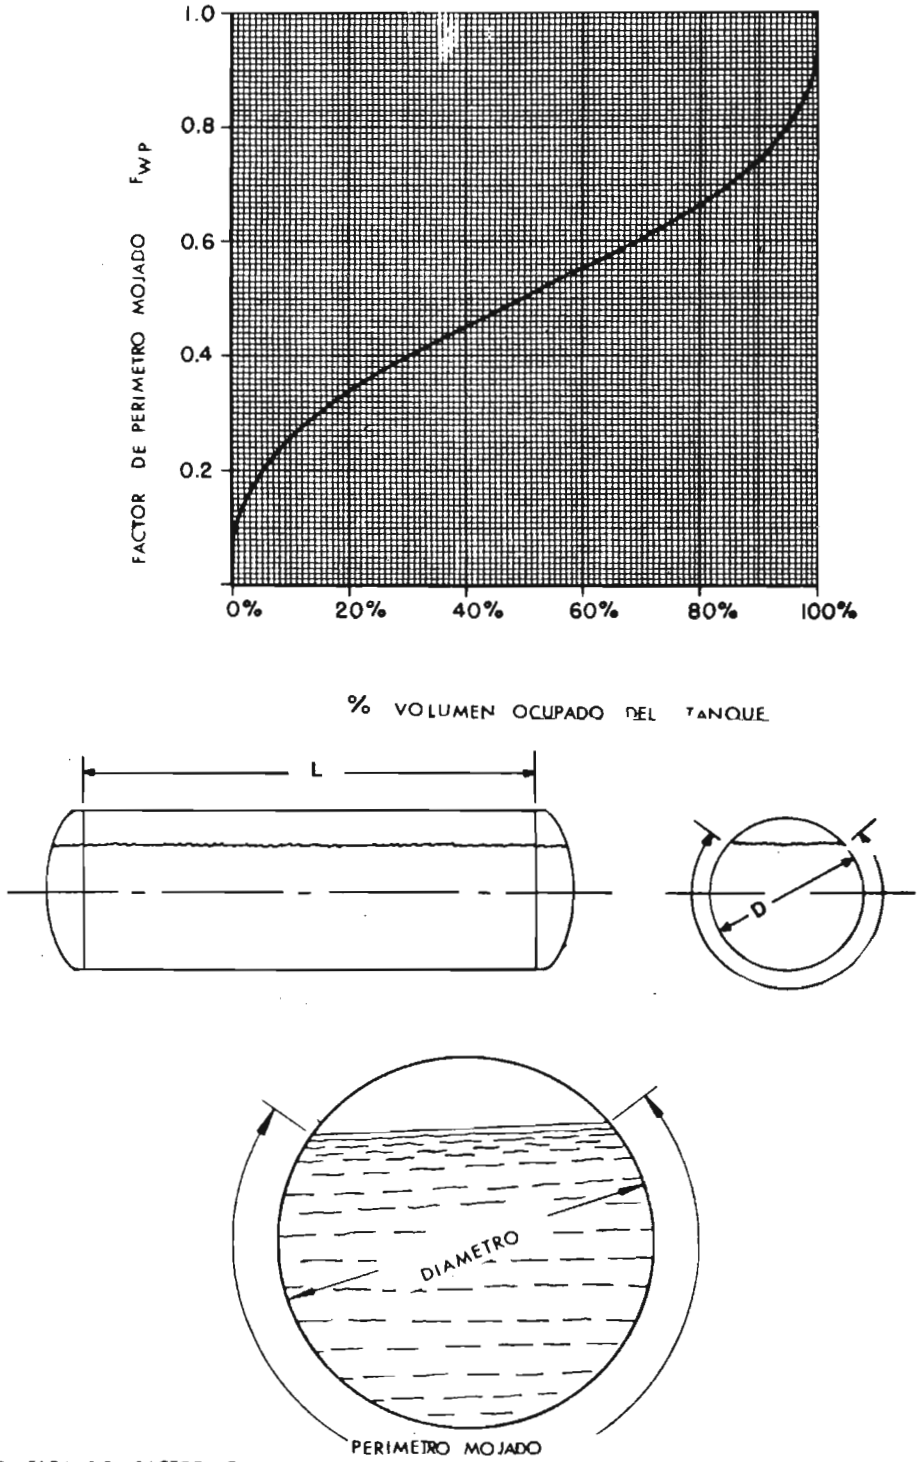 1.0
0.8
0.6
0.4
0.2
FACTOR DE PERIMETRO MOJADO FWP
0% 20% 40% 60% 80% 100%
% VOLUMEN OCUPADO DEL TANQUE
L
D
DIAMETRO
PERIMETRO MOJADO